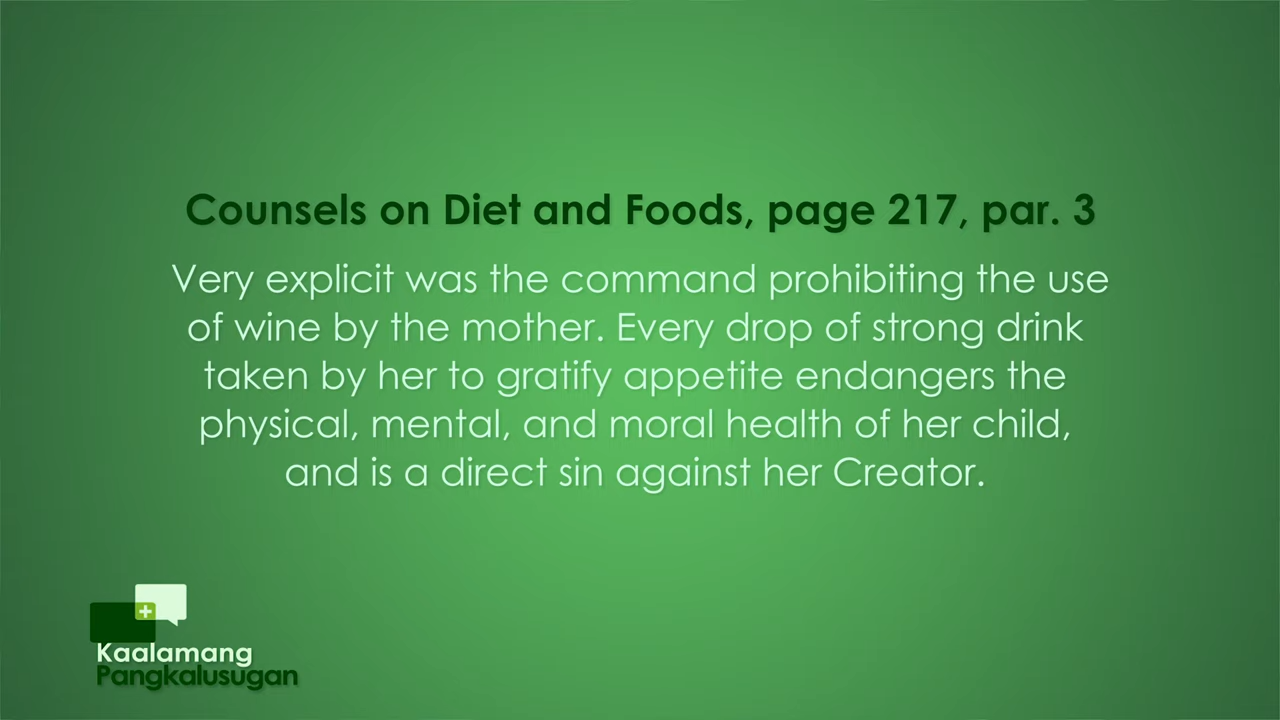 Counsels on Diet and Foods, page 217, par. 3
Very explicit was the command prohibiting the use
of wine by the mother. Every drop of strong drink
taken by her to gratify appetite endangers the
physical, mental, and moral health of her child,
and is a direct sin against her Creator.
Kaalamang
Pangkalusugan